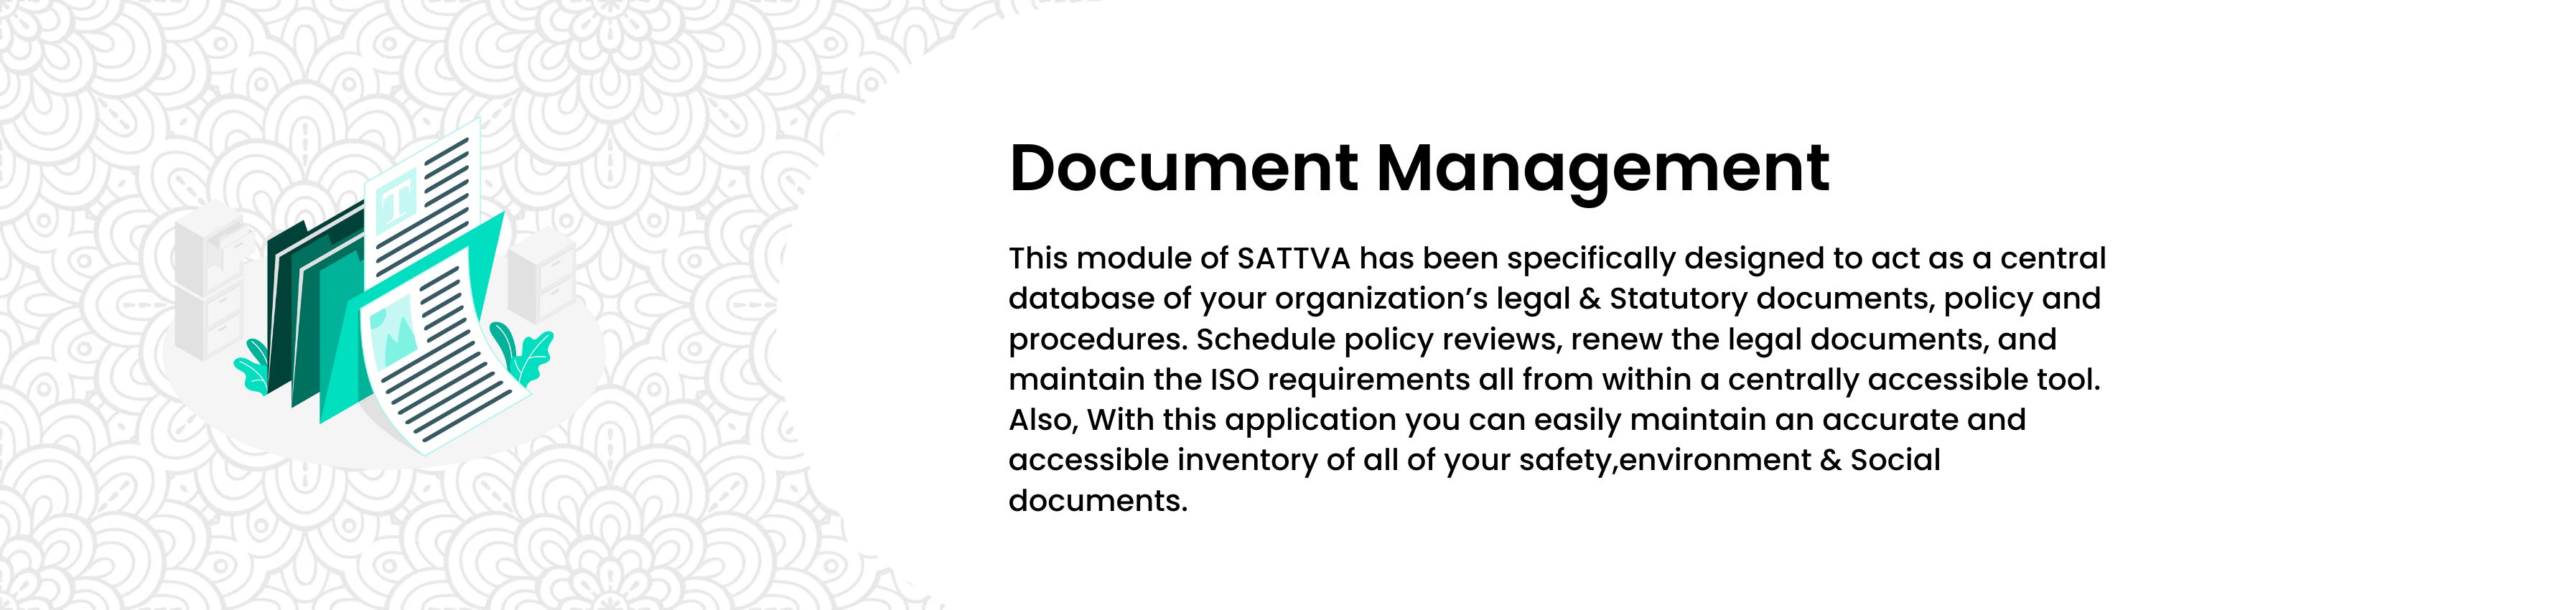 Document Management
This module of SATTVA has been specifically designed to act as a central
database of your organization’s legal & Statutory documents, policy and
procedures. Schedule policy reviews, renew the legal documents, and
maintain the ISO requirements all from within a centrally accessible tool.
Also, With this application you can easily maintain an accurate and
accessible inventory of all of your safety,environment & Social
documents.
T